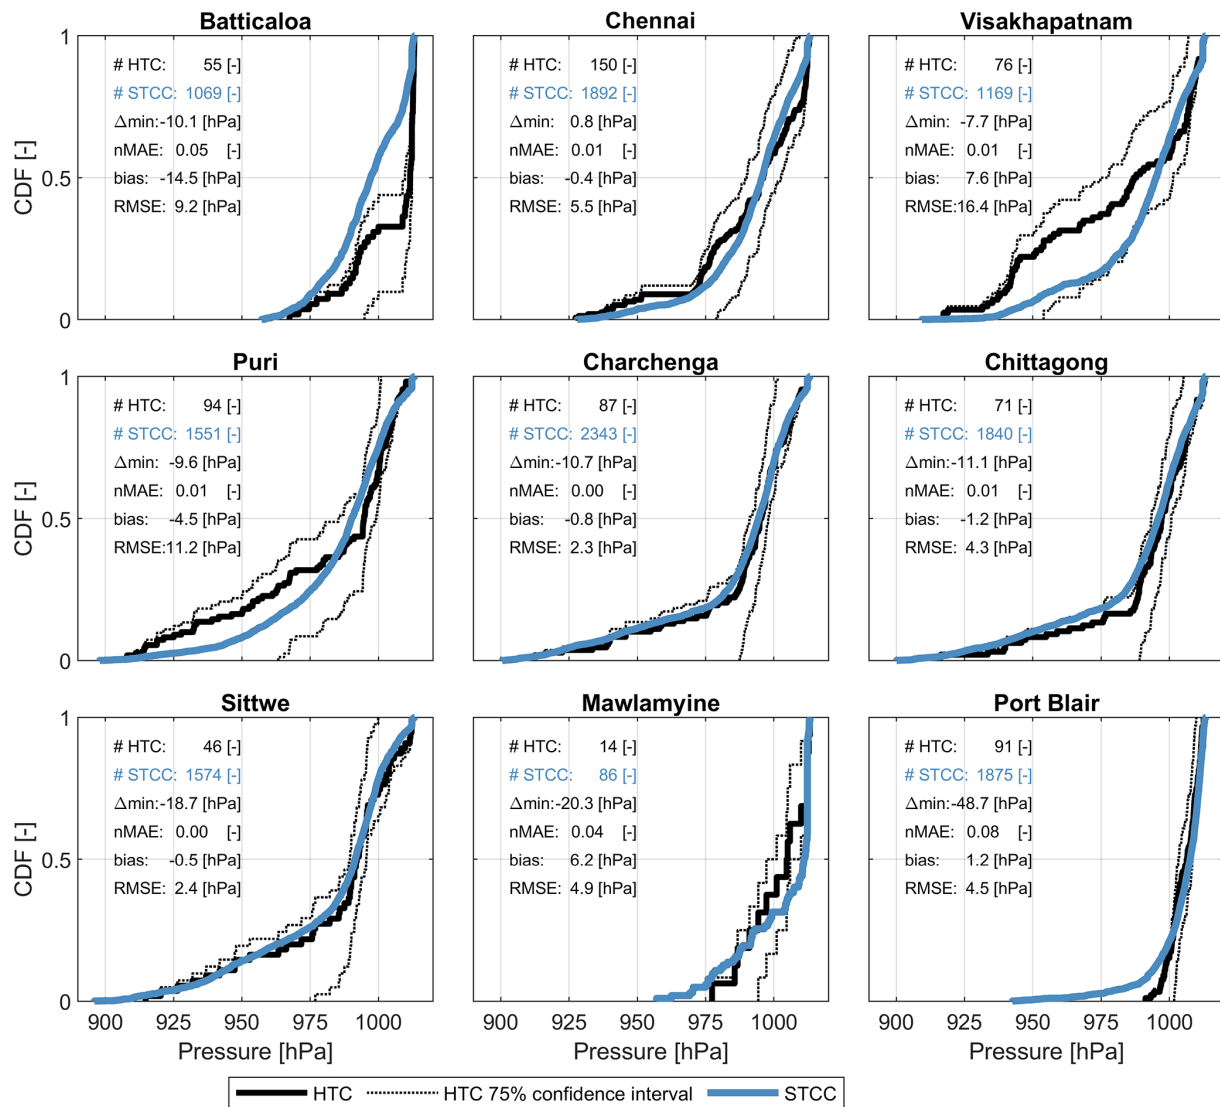 Batticaloa
Chennai
Visakhapatnam
1
CDF [-]
0.5
0
# HTC: 55 [-]
# STCC: 1069 [-]
Δmin:-10.1 [hPa]
nMAE: 0.05 [-]
bias: -14.5 [hPa]
RMSE: 9.2 [hPa]
# HTC: 150 [-]
# STCC: 1892 [-]
Δmin: 0.8 [hPa]
nMAE: 0.01 [-]
bias: -0.4 [hPa]
RMSE: 5.5 [hPa]
# HTC: 76 [-]
# STCC: 1169 [-]
Δmin: -7.7 [hPa]
nMAE: 0.01 [-]
bias: 7.6 [hPa]
RMSE:16.4 [hPa]
Puri
Charchenga
Chittagong
1
CDF [-]
0.5
0
# HTC: 94 [-]
# STCC: 1551 [-]
Δmin: -9.6 [hPa]
nMAE: 0.01 [-]
bias: -4.5 [hPa]
RMSE:11.2 [hPa]
# HTC: 87 [-]
# STCC: 2343 [-]
Δmin:-10.7 [hPa]
nMAE: 0.00 [-]
bias: -0.8 [hPa]
RMSE: 2.3 [hPa]
# HTC: 71 [-]
# STCC: 1840 [-]
Δmin:-11.1 [hPa]
nMAE: 0.01 [-]
bias: -1.2 [hPa]
RMSE: 4.3 [hPa]
Sittwe
Mawlamyine
Port Blair
1
CDF [-]
0.5
0
# HTC: 46 [-]
# STCC: 1574 [-]
Δmin:-18.7 [hPa]
nMAE: 0.00 [-]
bias: -0.5 [hPa]
RMSE: 2.4 [hPa]
# HTC: 14 [-]
# STCC: 86 [-]
Δmin:-20.3 [hPa]
nMAE: 0.04 [-]
bias: 6.2 [hPa]
RMSE: 4.9 [hPa]
# HTC: 91 [-]
# STCC: 1875 [-]
Δmin:-48.7 [hPa]
nMAE: 0.08 [-]
bias: 1.2 [hPa]
RMSE: 4.5 [hPa]
900 925 950 975 1000
900 925 950 975 1000
900 925 950 975 1000
Pressure [hPa]
Pressure [hPa]
Pressure [hPa]
HTC
HTC 75% confidence interval
STCC